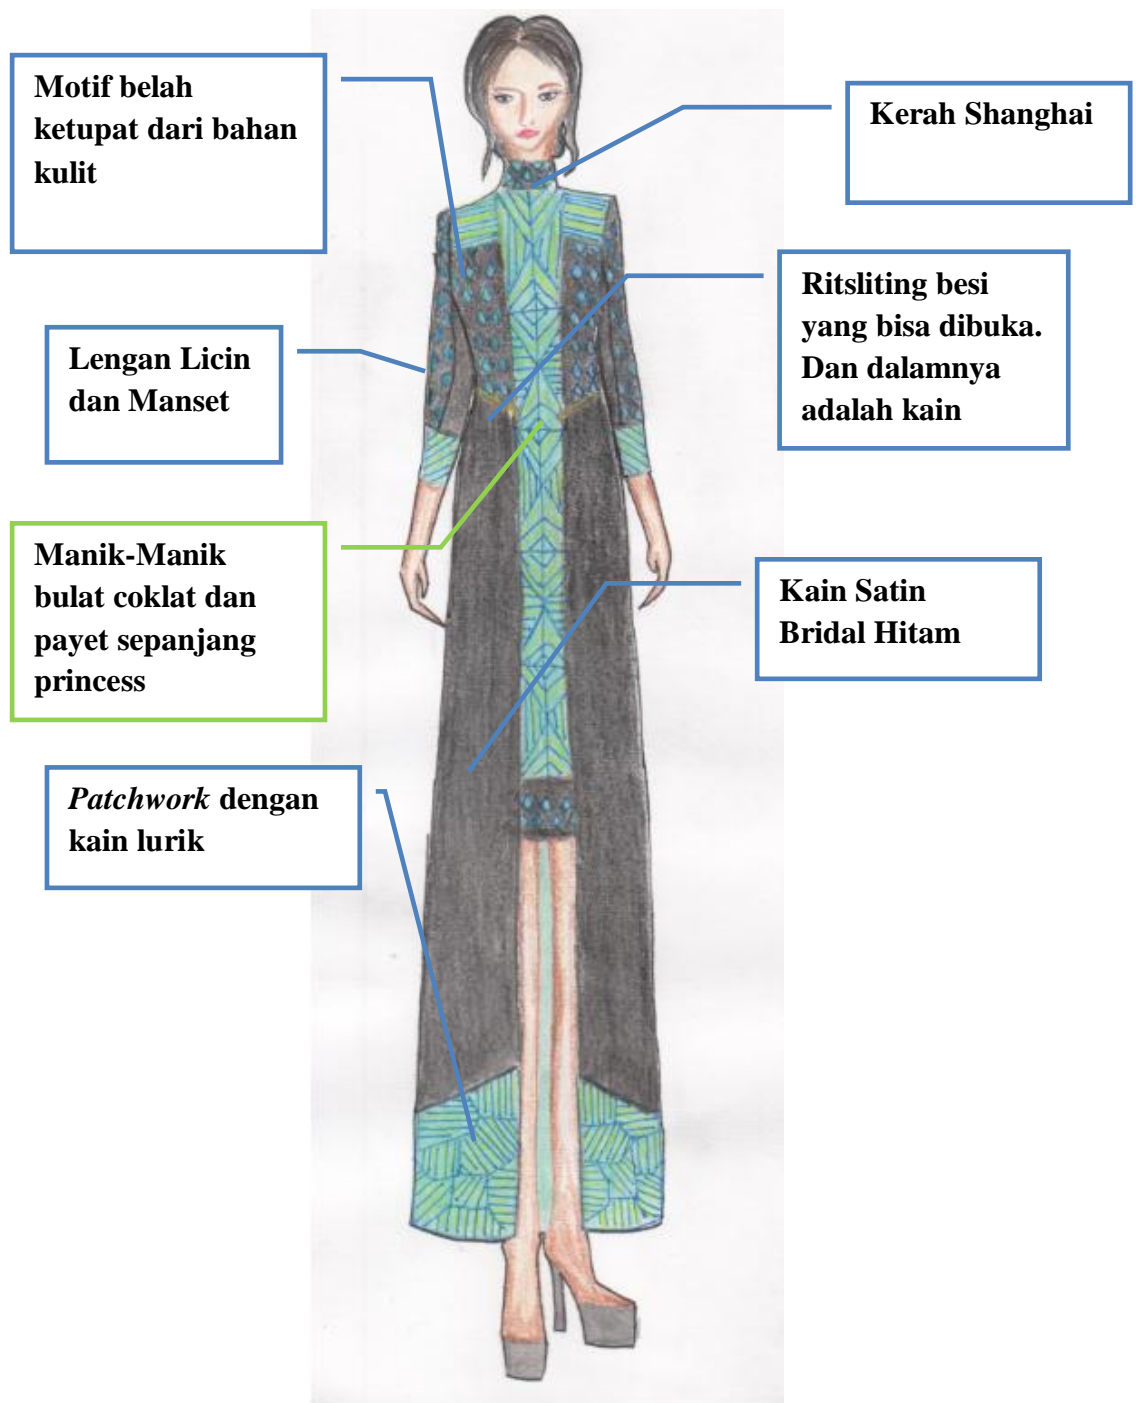 Motif belah
ketupat dari bahan
kulit
Kerah Shanghai
Ritsliting besi
yang bisa dibuka.
Dan dalamnya
adalah kain
Lengan Licin
dan Manset
Manik-Manik
bulat coklat dan
payet sepanjang
princess
Kain Satin
Bridal Hitam
Patchwork dengan
kain lurik